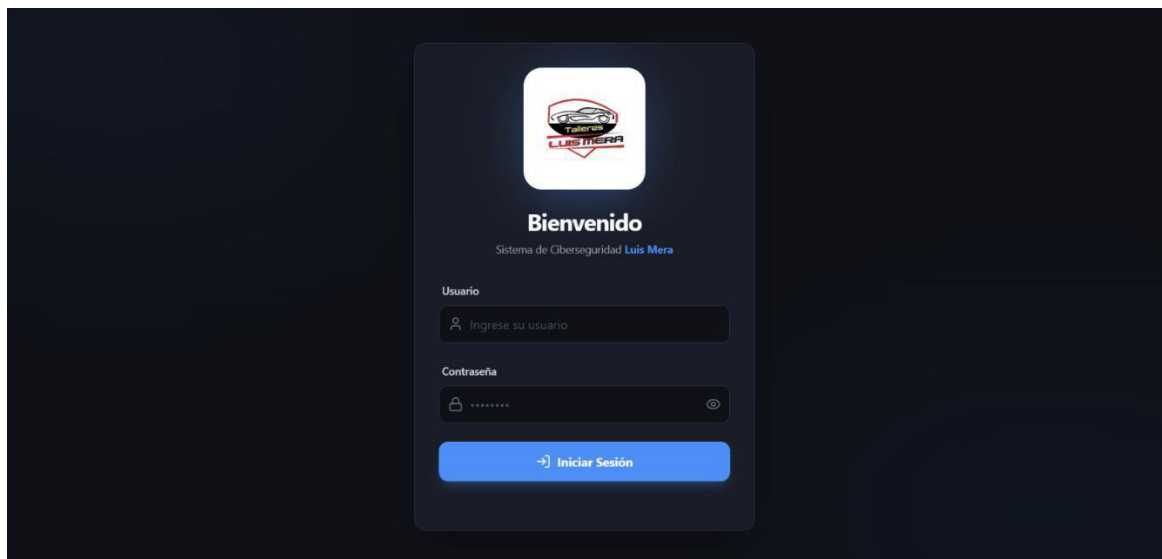 Talleres
LUIS MERA
Bienvenido
Sistema de Ciberseguridad Luis Mera
Usuario
Ingrese su usuario
Contraseña
••••••••
Iniciar Sesión